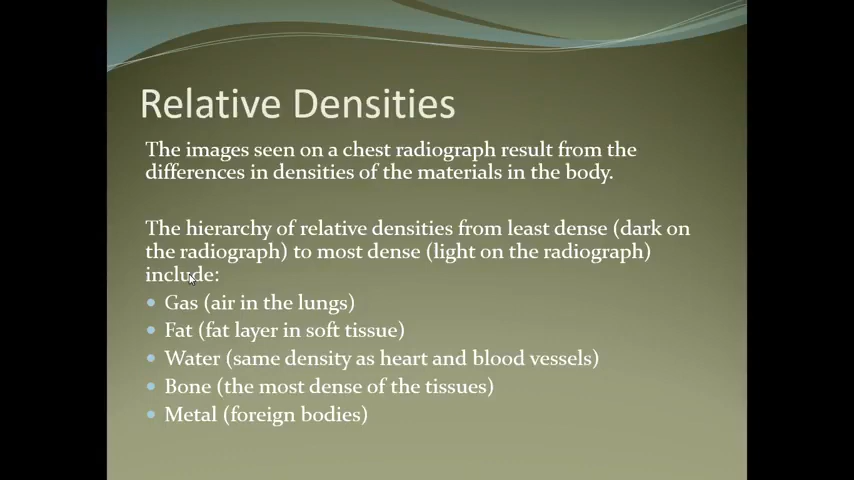 Relative Densities
The images seen on a chest radiograph result from the
differences in densities of the materials in the body.
The hierarchy of relative densities from least dense (dark on
the radiograph) to most dense (light on the radiograph)
include:
• Gas (air in the lungs)
• Fat (fat layer in soft tissue)
• Water (same density as heart and blood vessels)
• Bone (the most dense of the tissues)
• Metal (foreign bodies)